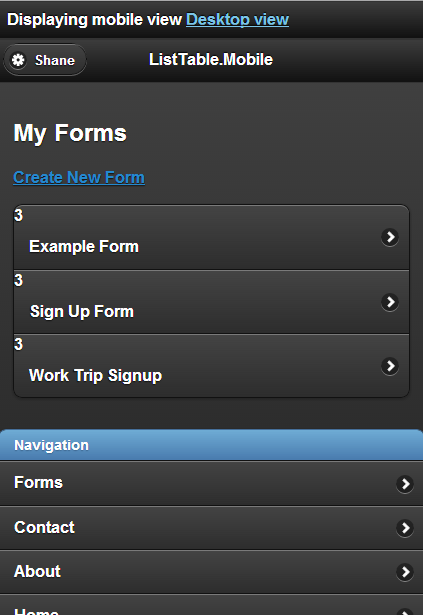 Displaying mobile view Desktop view
Shane
ListTable.Mobile
My Forms
Create New Form
3
Example Form
3
Sign Up Form
3
Work Trip Signup
Navigation
Forms
Contact
About
Home